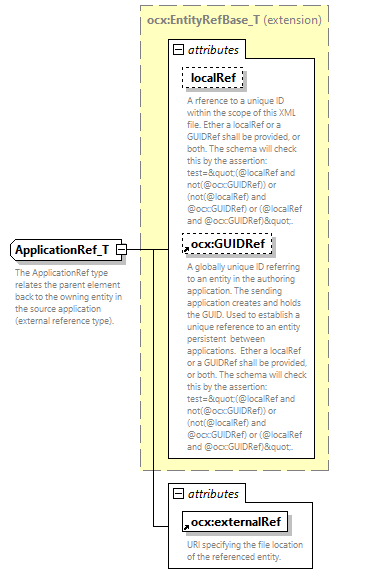 ocx:EntityRefBase_T (extension)
attributes
localRef
A rference to a unique ID
within the scope of this XML
file. Ether a localRef or a
GUIDRef shall be provided, or
both. The schema will check
this by the assertion:
test=&quot;(@localRef and
not(@ocx:GUIDRef)) or
(not(@localRef) and
@ocx:GUIDRef) or (@localRef
and @ocx:GUIDRef)&quot;.
ocx:GUIDRef
A globally unique ID referring
to an entity in the authoring
application. The sending
application creates and holds
the GUID. Used to establish a
unique reference to an entity
persistent  between
applications.  Ether a localRef
or a GUIDRef shall be provided,
or both. The schema will check
this by the assertion:
test=&quot;(@localRef and
not(@ocx:GUIDRef)) or
(not(@localRef) and
@ocx:GUIDRef) or (@localRef
and @ocx:GUIDRef)&quot;.
ApplicationRef_T
The ApplicationRef type
relates the parent element
back to the owning entity in
the source application
(external reference type).
attributes
ocx:externalRef
URI specifying the file location
of the referenced entity.